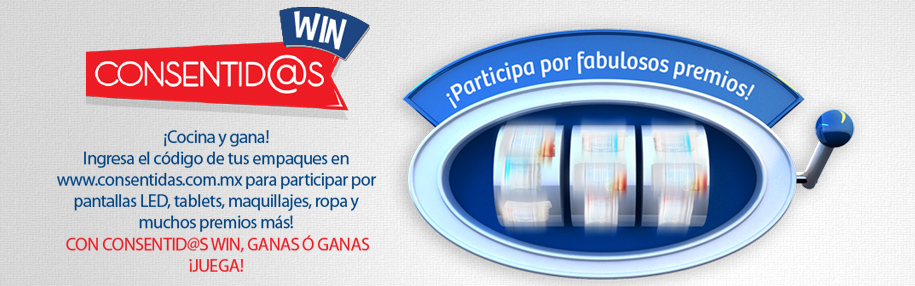 WIN
CONSENTID@S
¡Cocina y gana!
Ingresa el código de tus empaques en
www.consentidas.com.mx para participar por
pantallas LED, tablets, maquillajes, ropa y
muchos premios más!
CON CONSENTID@S WIN, GANAS Ó GANAS
¡JUEGA!
¡Participa por fabulosos premios!